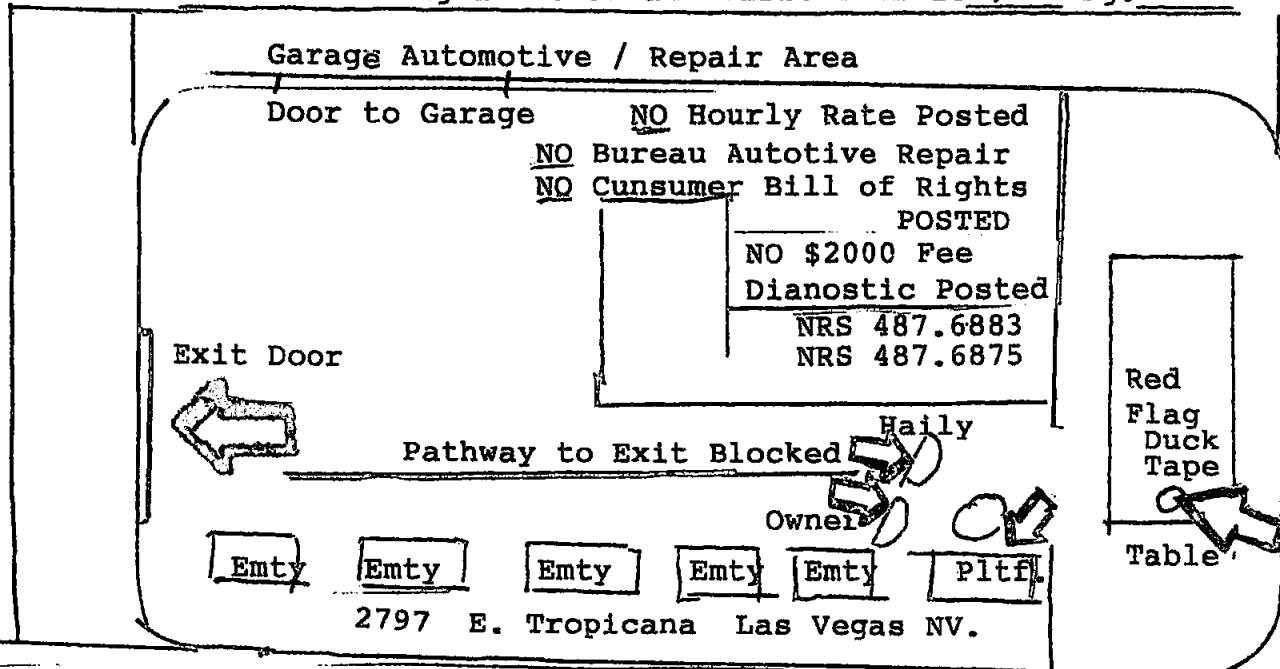 Garage Automotive / Repair Area
Door to Garage
NO Hourly Rate Posted
NO Bureau Autotive Repair
NO Cunsumer Bill of Rights
POSTED
NO $2000 Fee
Dianostic Posted
NRS 487.6883
NRS 487.6875
Exit Door
Red
Flag
Duck
Tape
Haily
Pathway to Exit Blocked
Owner
Table
Emty Emty Emty Emty Emty Pltf.
2797 E. Tropicana Las Vegas NV.